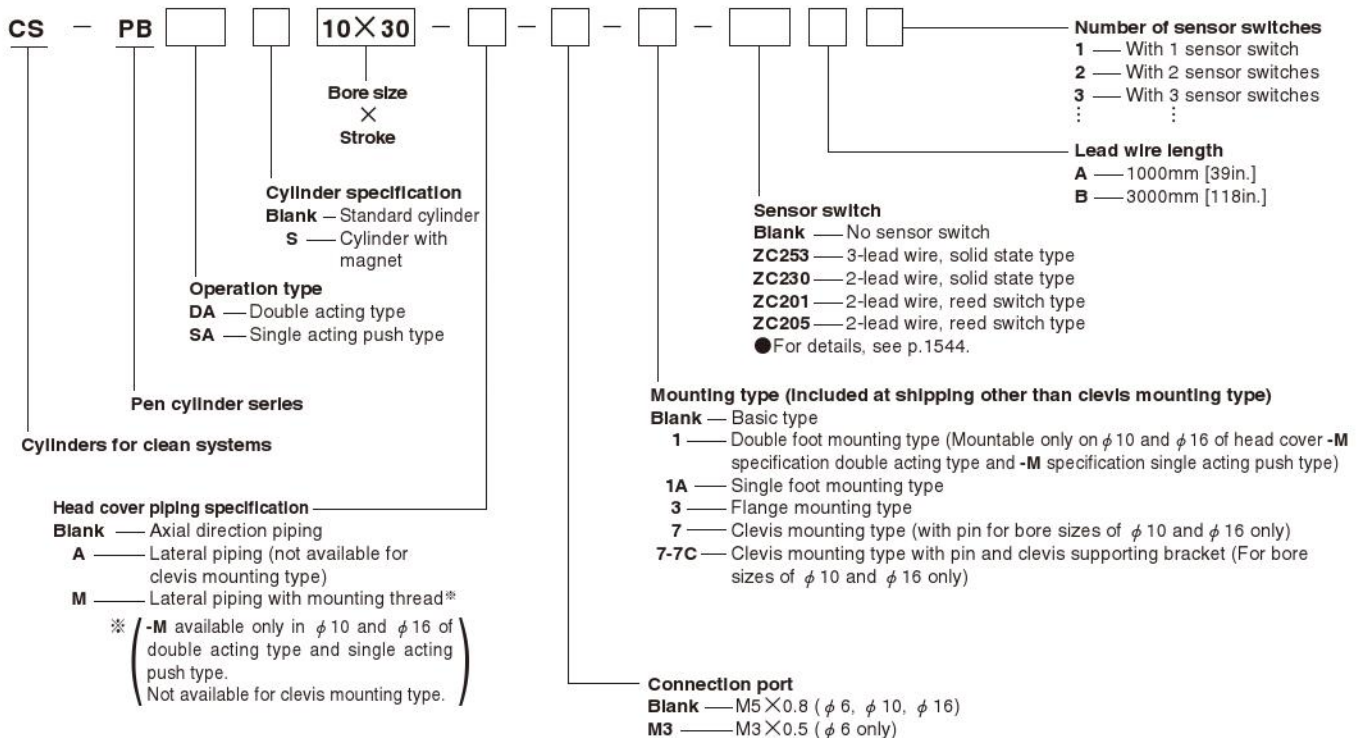 CS － PB 10×30 － － － －
Number of sensor switches
1 — With 1 sensor switch
2 — With 2 sensor switches
3 — With 3 sensor switches
⋮ ⋮
Lead wire length
A — 1000mm [39in.]
B — 3000mm [118in.]
Sensor switch
Blank — No sensor switch
ZC253 — 3-lead wire, solid state type
ZC230 — 2-lead wire, solid state type
ZC201 — 2-lead wire, reed switch type
ZC205 — 2-lead wire, reed switch type
●For details, see p.1544.
Bore size
×
Stroke
Cylinder specification
Blank — Standard cylinder
S — Cylinder with
magnet
Operation type
DA — Double acting type
SA — Single acting push type
Pen cylinder series
Cylinders for clean systems
Mounting type (Included at shipping other than clevis mounting type)
Blank — Basic type
1 — Double foot mounting type (Mountable only on φ10 and φ16 of head cover -M
specification double acting type and -M specification single acting push type)
1A — Single foot mounting type
3 — Flange mounting type
7 — Clevis mounting type (with pin for bore sizes of φ10 and φ16 only)
7-7C — Clevis mounting type with pin and clevis supporting bracket (For bore
sizes of φ10 and φ16 only)
Head cover piping specification
Blank — Axial direction piping
A — Lateral piping (not available for
clevis mounting type)
M — Lateral piping with mounting thread※
※ -M available only in φ10 and φ16 of
double acting type and single acting
push type.
Not available for clevis mounting type.
Connection port
Blank — M5×0.8 (φ6, φ10, φ16)
M3 — M3×0.5 (φ6 only)